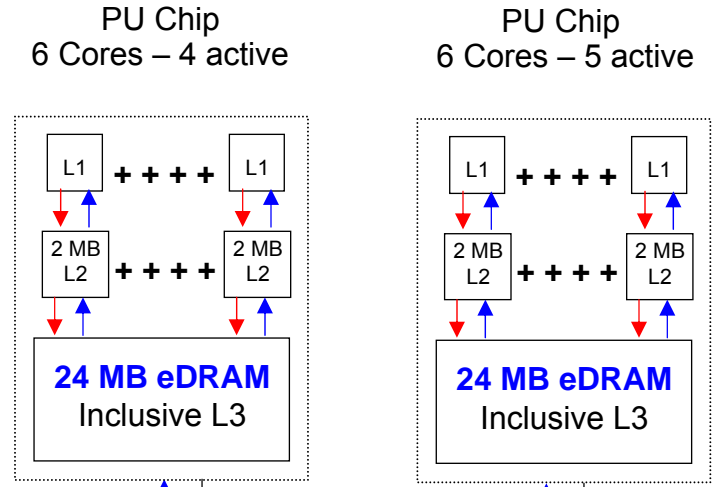 PU Chip
6 Cores – 4 active
L1
+ + + +
L1
2 MB
L2
+ + + +
2 MB
L2
24 MB eDRAM
Inclusive L3
PU Chip
6 Cores – 5 active
L1
+ + + +
L1
2 MB
L2
+ + + +
2 MB
L2
24 MB eDRAM
Inclusive L3